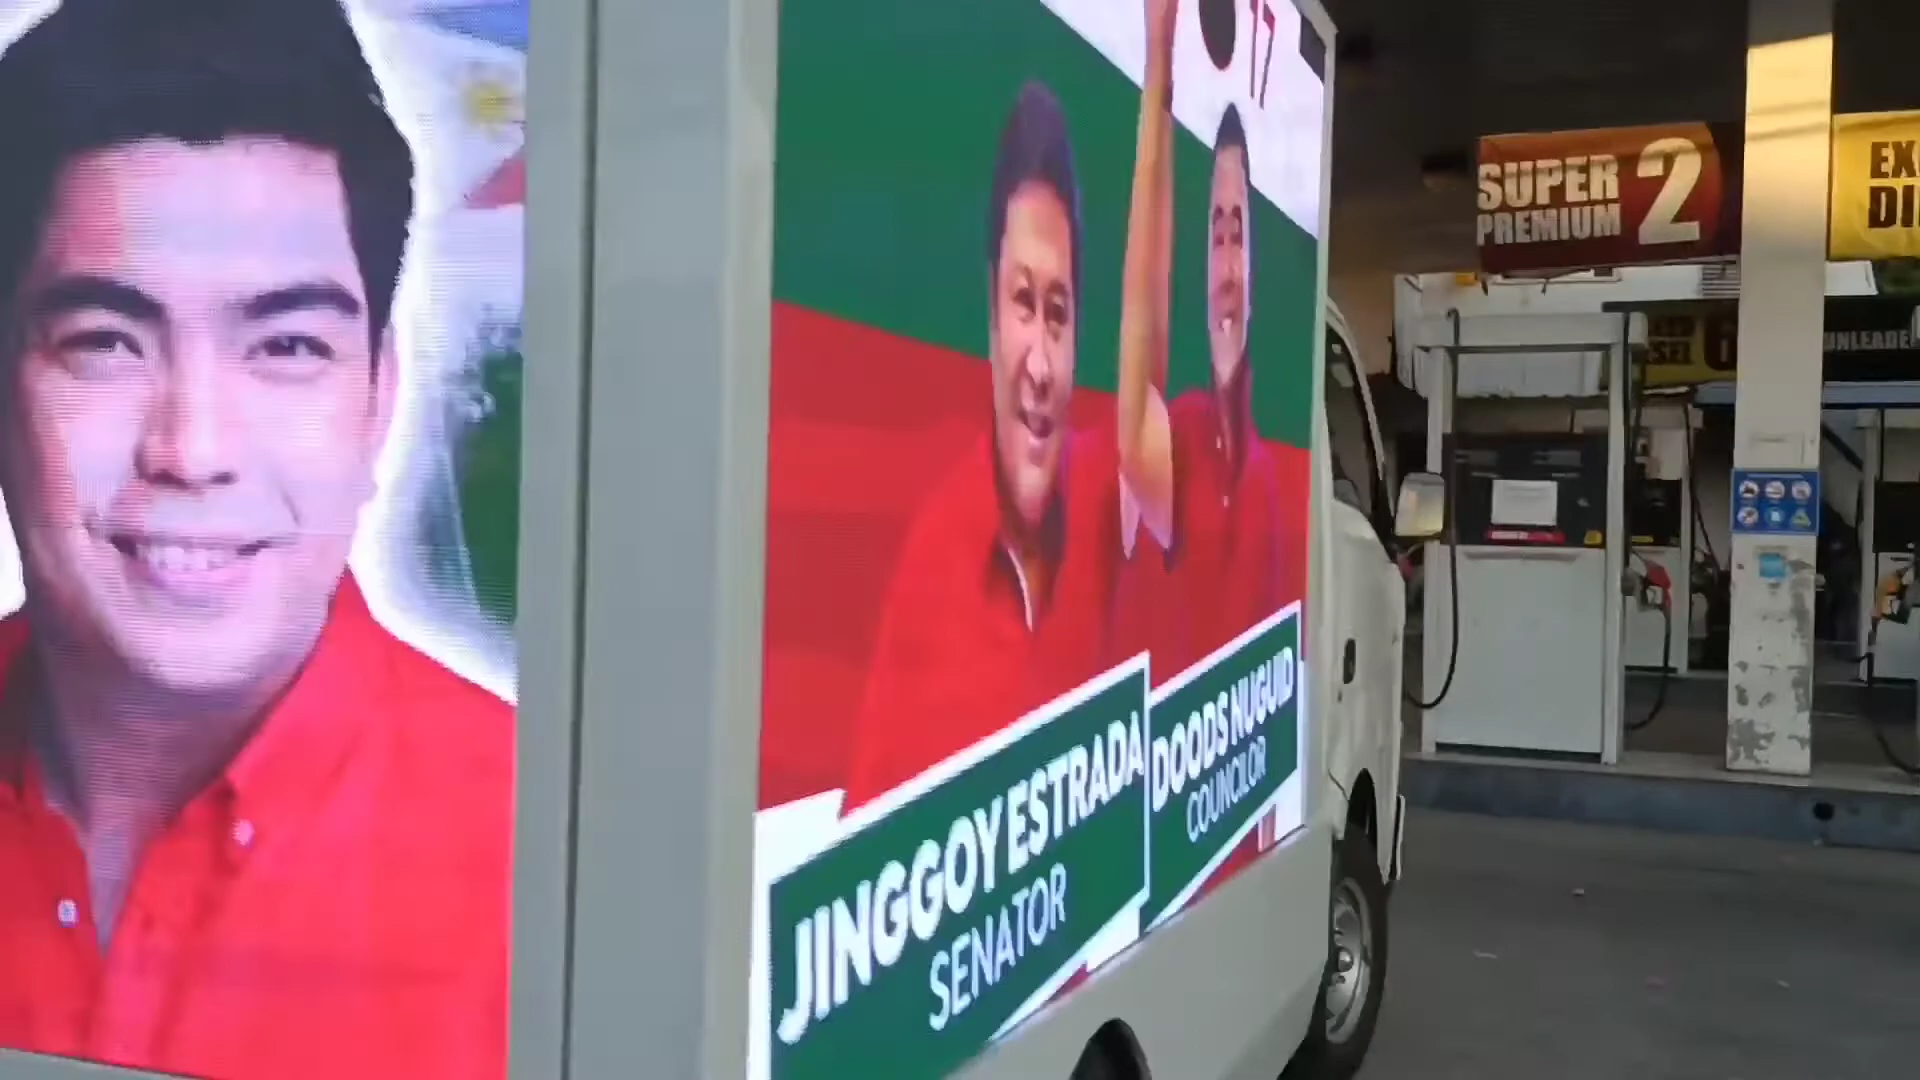 17
JINGGOY ESTRADA
SENATOR
DOODS NUGUID
COUNCILOR
SUPER
PREMIUM 2
UNLEADE